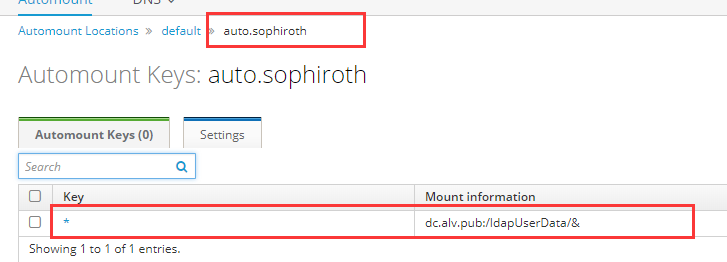 Automount DNS
Automount Locations » default » auto.sophiroth
Automount Keys: auto.sophiroth
Automount Keys (0) Settings
Search
Key Mount information
* dc.alv.pub:/ldapUserData/&
Showing 1 to 1 of 1 entries.